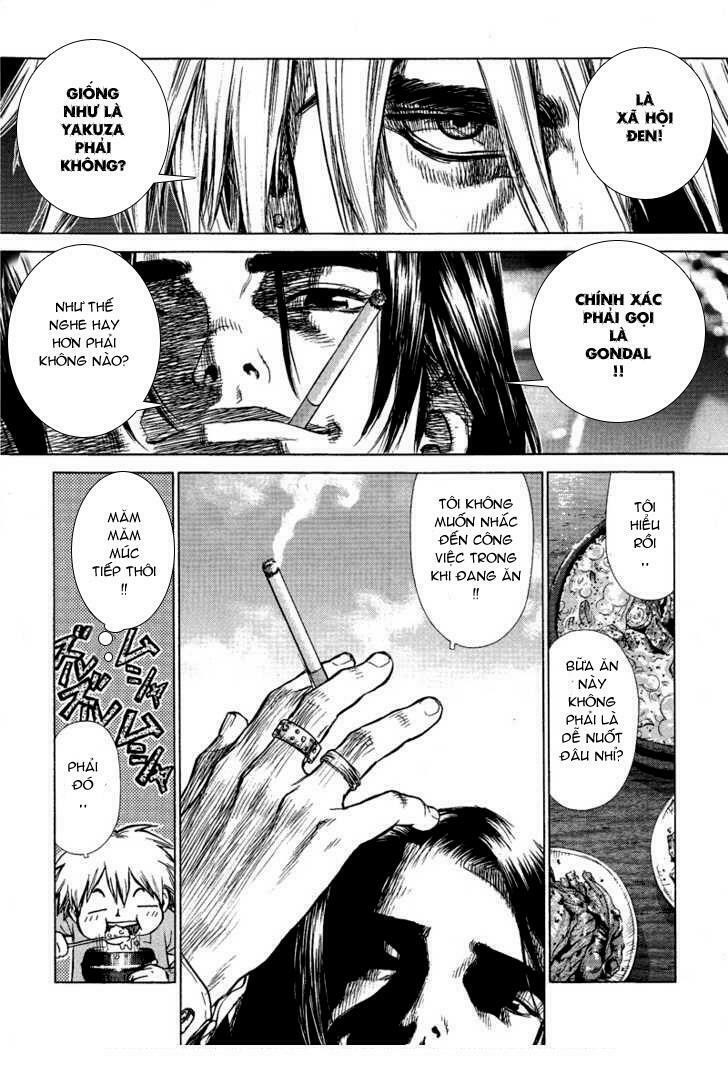 LÀ
XÃ HỘI
ĐEN!
GIỐNG
NHƯ LÀ
YAKUZA
PHẢI
KHÔNG?
CHÍNH XÁC
PHẢI GỌI
LÀ
GONDAL
!!
NHƯ THẾ
NGHE HAY
HƠN PHẢI
KHÔNG NÀO?
TÔI
HIỂU
RỒI
..
BỮA ĂN
NÀY
KHÔNG
PHẢI LÀ
DỄ NUỐT
ĐÂU NHỈ?
TÔI KHÔNG
MUỐN NHẮC
ĐẾN CÔNG
VIỆC TRONG
KHI ĐANG ĂN
!!
MĂM
MĂM
MÚC
TIẾP THÔI
!!
PHẢI
ĐÓ
..